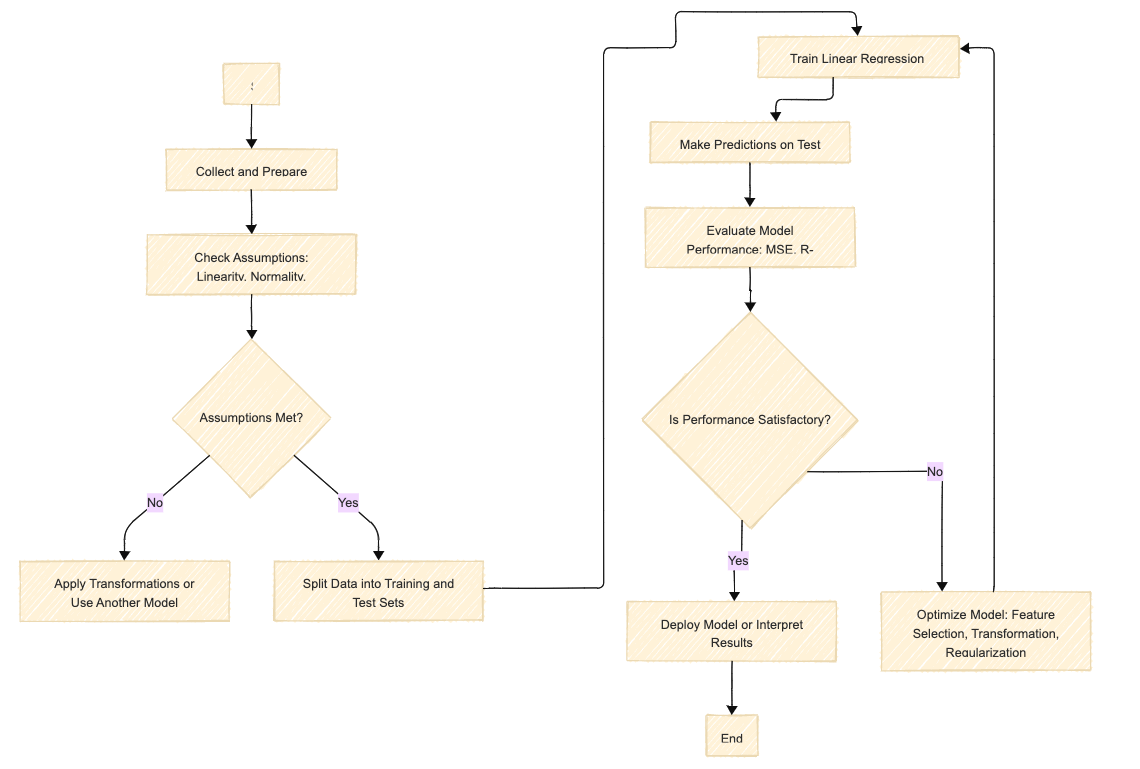 Collect and Prepare
Check Assumptions:
Linearity, Normality,
Assumptions Met?
No
Yes
Apply Transformations or
Use Another Model
Split Data into Training and
Test Sets
Train Linear Regression
Make Predictions on Test
Evaluate Model
Performance: MSE, R-
Is Performance Satisfactory?
No
Yes
Deploy Model or Interpret
Results
Optimize Model: Feature
Selection, Transformation,
Regularization
End